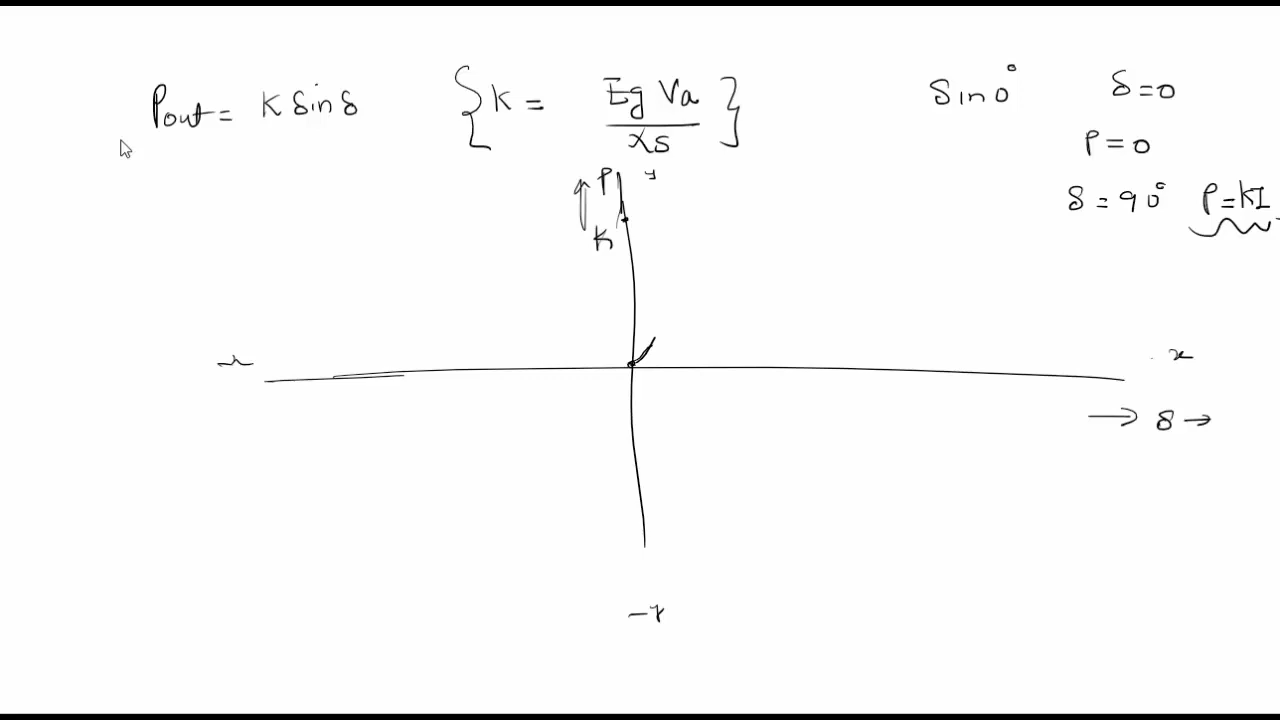 Pout = K sin δ { K = Eg Va / Xs } sin 0° δ = 0
P = 0
δ = 90° P = K1
P y
K
-x x
→ δ →
-y